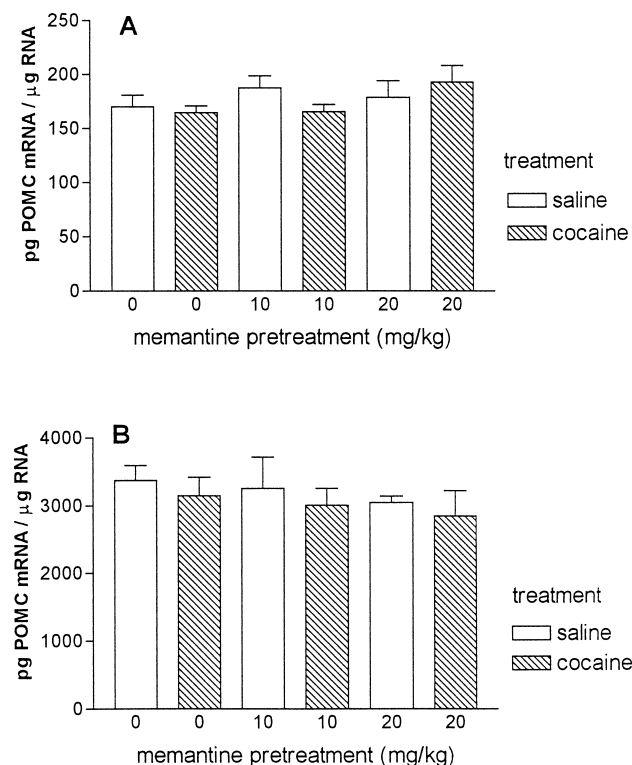 A
pg POMC mRNA / μg RNA
250
200
150
100
50
0
0 0 10 10 20 20
memantine pretreatment (mg/kg)
treatment
saline
cocaine
B
pg POMC mRNA / μg RNA
4000
3000
2000
1000
0
0 0 10 10 20 20
memantine pretreatment (mg/kg)
treatment
saline
cocaine